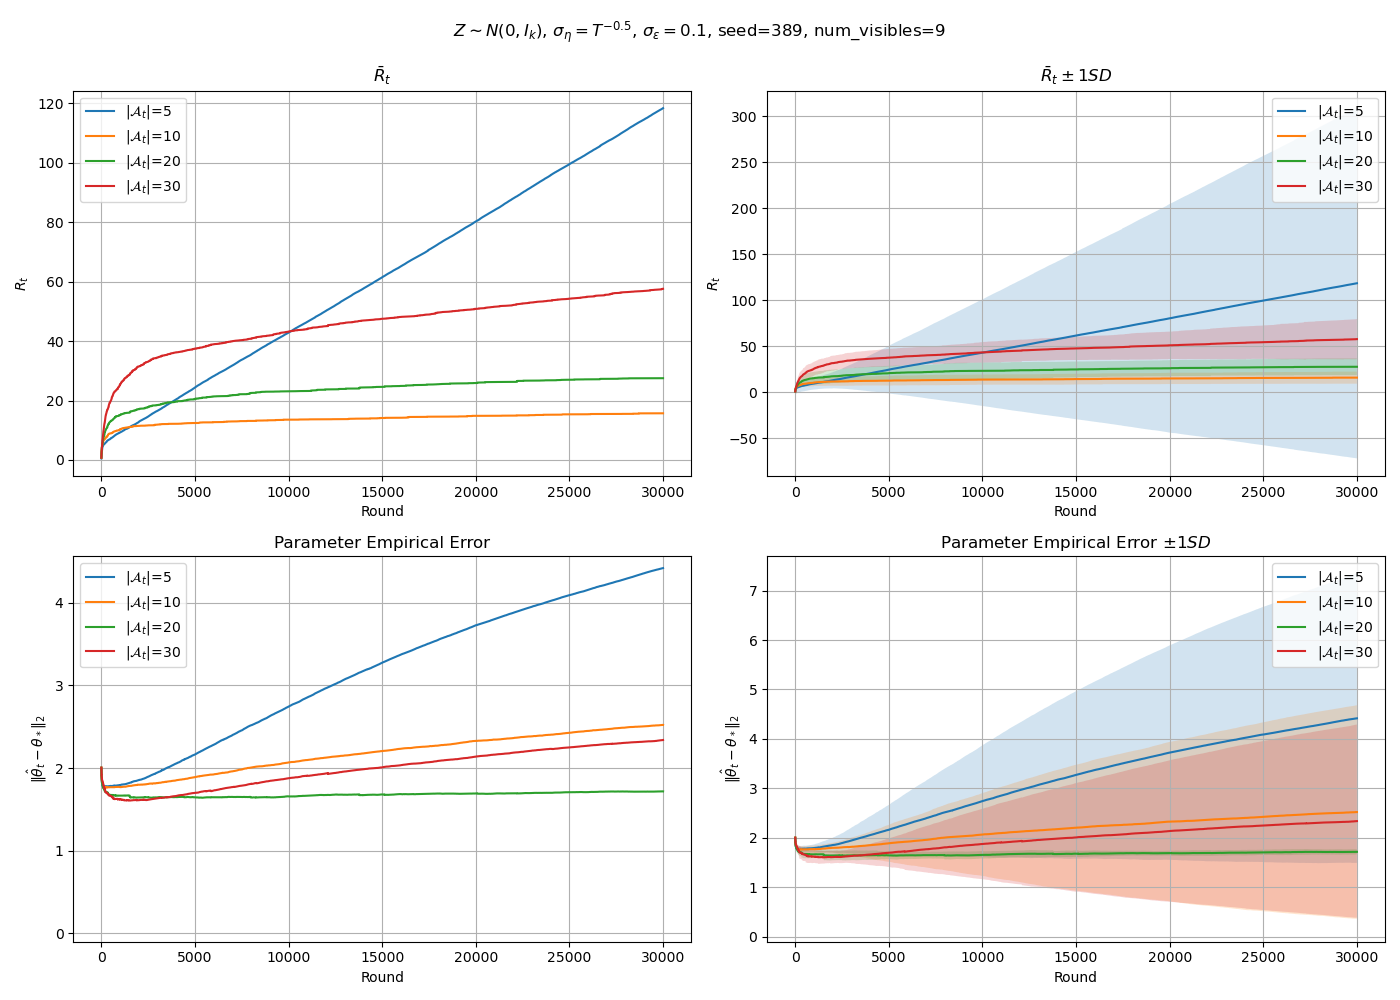 Z ∼ N(0, I_k), σ_η = T^{−0.5}, σ_ε = 0.1, seed=389, num_visibles=9
R̄_t
R_t
120
100
80
60
40
20
0
|𝒜_t|=5
|𝒜_t|=10
|𝒜_t|=20
|𝒜_t|=30
0 5000 10000 15000 20000 25000 30000
Round
R̄_t ± 1SD
R_t
300
250
200
150
100
50
0
−50
|𝒜_t|=5
|𝒜_t|=10
|𝒜_t|=20
|𝒜_t|=30
0 5000 10000 15000 20000 25000 30000
Round
Parameter Empirical Error
‖θ̂_t − θ_*‖_2
4
3
2
1
0
|𝒜_t|=5
|𝒜_t|=10
|𝒜_t|=20
|𝒜_t|=30
0 5000 10000 15000 20000 25000 30000
Round
Parameter Empirical Error ±1SD
‖θ̂_t − θ_*‖_2
7
6
5
4
3
2
1
0
|𝒜_t|=5
|𝒜_t|=10
|𝒜_t|=20
|𝒜_t|=30
0 5000 10000 15000 20000 25000 30000
Round